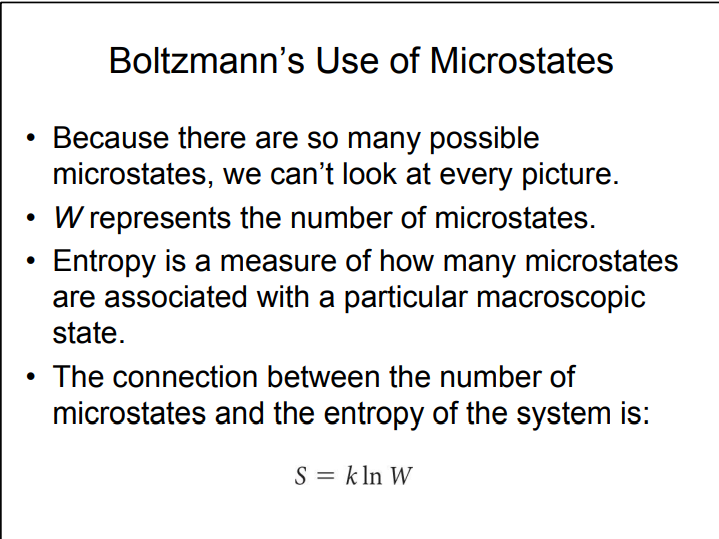 Boltzmann’s Use of Microstates
• Because there are so many possible
microstates, we can’t look at every picture.
• W represents the number of microstates.
• Entropy is a measure of how many microstates
are associated with a particular macroscopic
state.
• The connection between the number of
microstates and the entropy of the system is:
S = k ln W